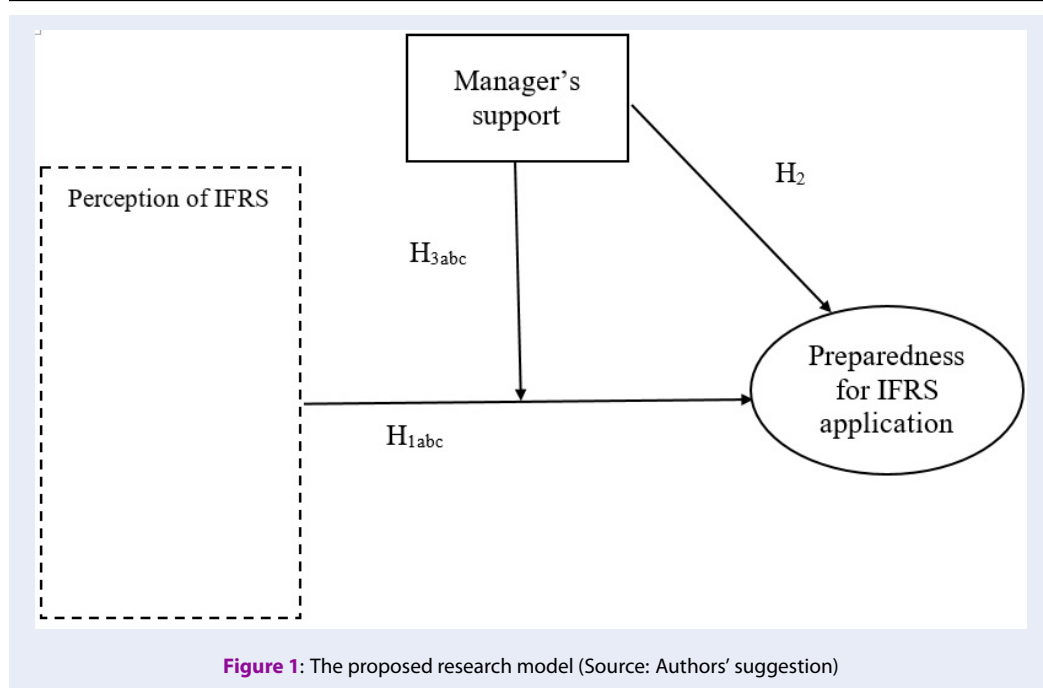 Manager’s
support
Perception of IFRS
H2
H3abc
Preparedness
for IFRS
application
H1abc
Figure 1: The proposed research model (Source: Authors’ suggestion)